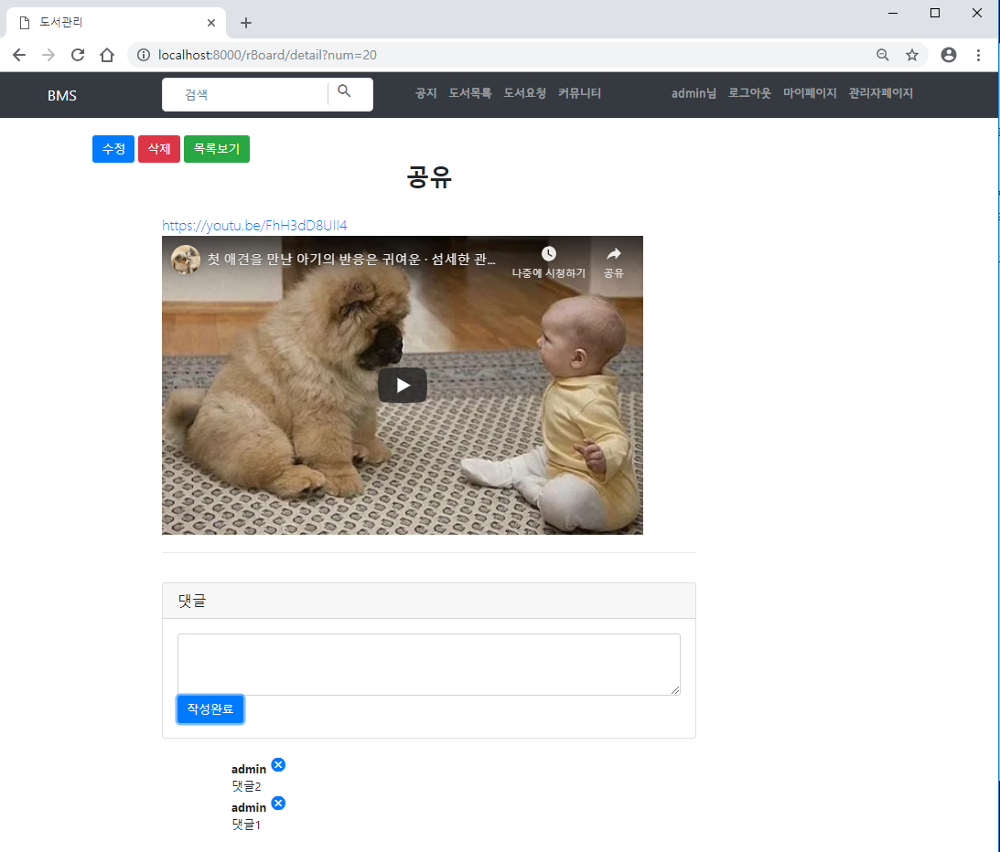 도서관리
localhost:8000/rBoard/detail?num=20
BMS 검색 공지 도서목록 도서요청 커뮤니티 admin님 로그아웃 마이페이지 관리자페이지
수정 삭제 목록보기
공유
https://youtu.be/FhH3dD8UII4
첫 애견을 만난 아기의 반응은 귀여운 · 섬세한 관...
나중에 시청하기 공유
댓글
작성완료
admin
댓글2
admin
댓글1